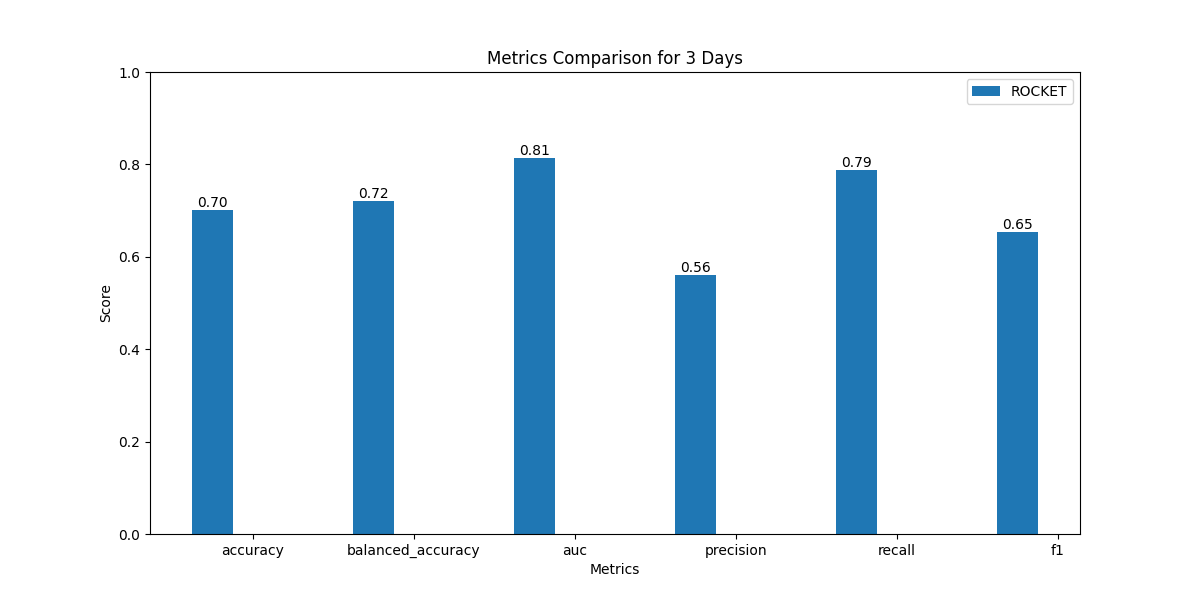 Metrics Comparison for 3 Days
ROCKET
1.0
0.8
0.6
0.4
0.2
0.0
Score
0.70
0.72
0.81
0.56
0.79
0.65
accuracy
balanced_accuracy
auc
precision
recall
f1
Metrics